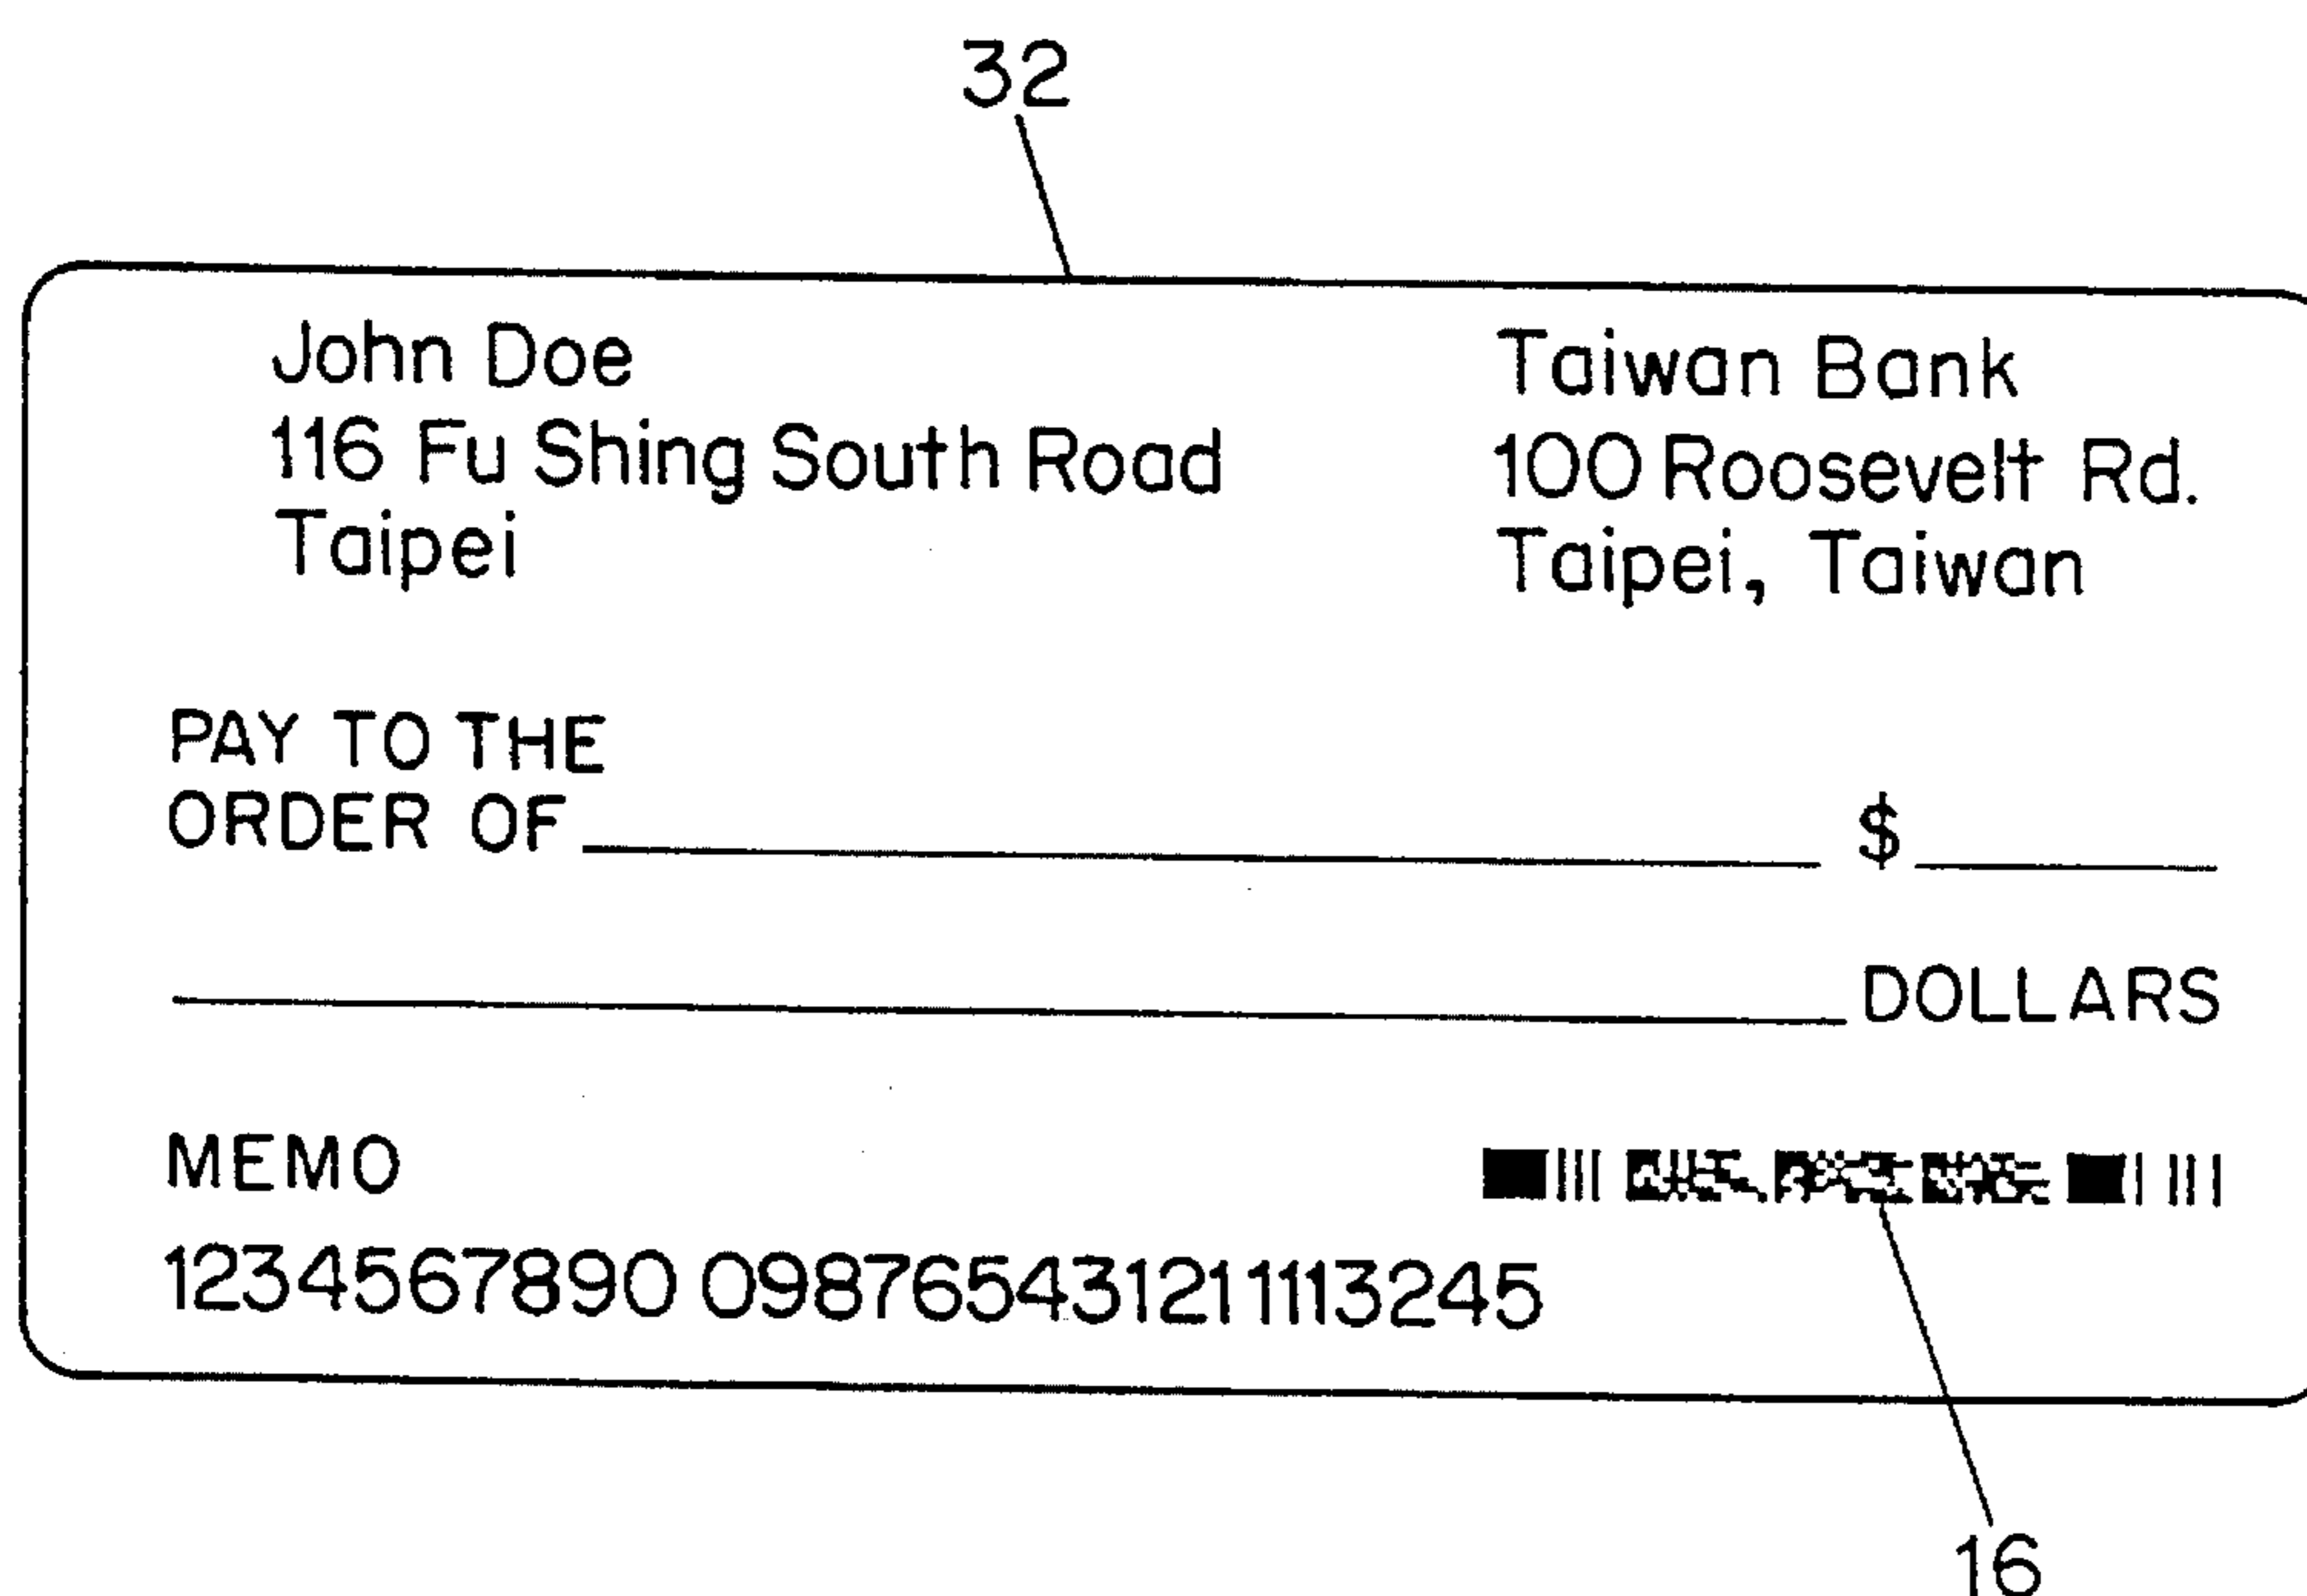 32
John Doe
116 Fu Shing South Road
Taipei
Taiwan Bank
100 Roosevelt Rd.
Taipei, Taiwan
PAY TO THE
ORDER OF $
DOLLARS
MEMO
1234567890 0987654312111113245
16